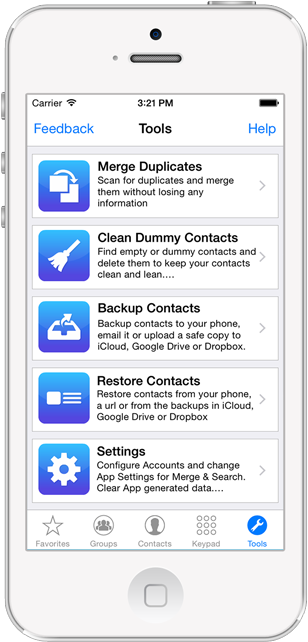 Carrier 3:21 PM
Feedback Tools Help
Merge Duplicates
Scan for duplicates and merge
them without losing any
information
Clean Dummy Contacts
Find empty or dummy contacts and
delete them to keep your contacts
clean and lean....
Backup Contacts
Backup contacts to your phone,
email it or upload a safe copy to
iCloud, Google Drive or Dropbox.
Restore Contacts
Restore contacts from your phone,
a url or from the backups in iCloud,
Google Drive or Dropbox
Settings
Configure Accounts and change
App Settings for Merge & Search.
Clear App generated data....
Favorites Groups Contacts Keypad Tools